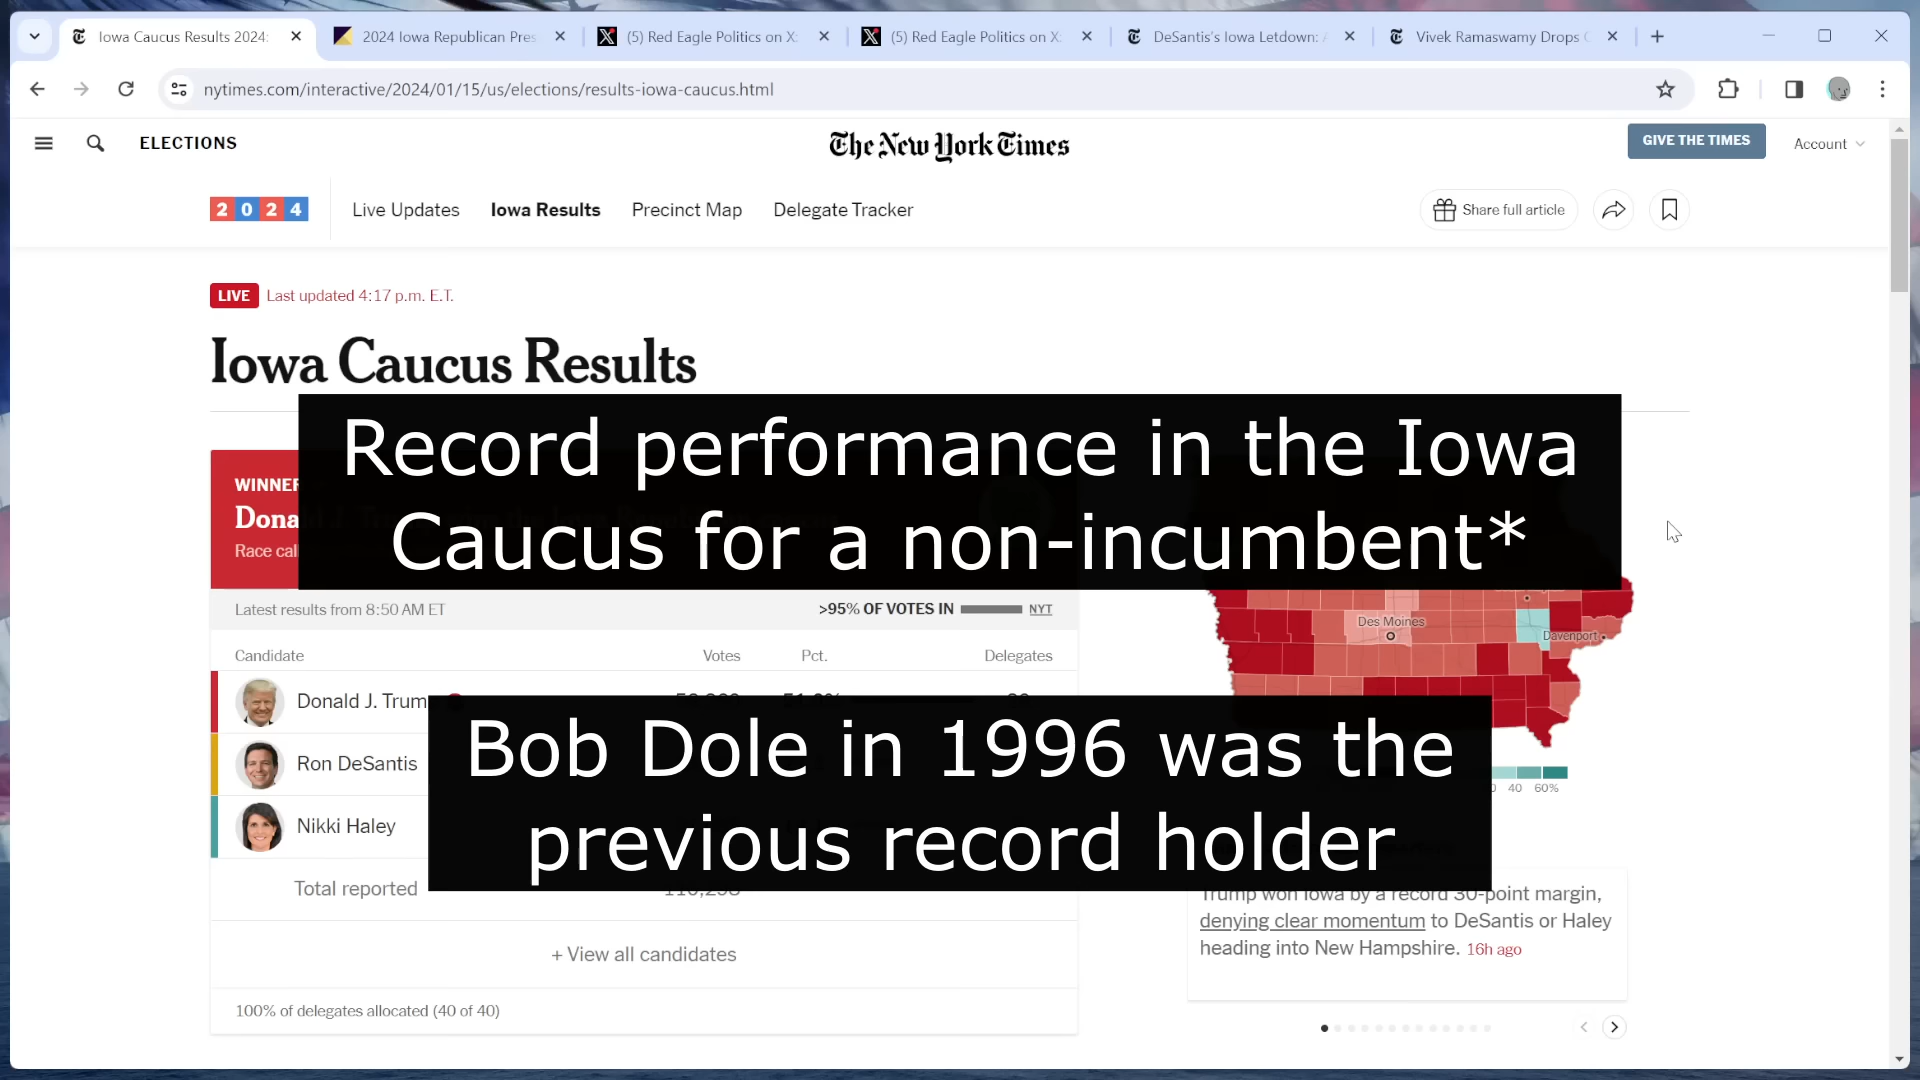 Iowa Caucus Results 2024:
2024 Iowa Republican Pres
(5) Red Eagle Politics on X:
(5) Red Eagle Politics on X:
DeSantis's Iowa Letdown: A
Vivek Ramaswamy Drops O
nytimes.com/interactive/2024/01/15/us/elections/results-iowa-caucus.html
ELECTIONS
The New York Times
GIVE THE TIMES
Account
2024
Live Updates
Iowa Results
Precinct Map
Delegate Tracker
Share full article
LIVE
Last updated 4:17 p.m. E.T.
Iowa Caucus Results
Record performance in the Iowa
Caucus for a non-incumbent*
WINNER
Dona
Race cal
Latest results from 8:50 AM ET
>95% OF VOTES IN
NYT
Des Moines
Davenport
Candidate
Votes
Pct.
Delegates
Donald J. Trum
Ron DeSantis
Nikki Haley
Bob Dole in 1996 was the
previous record holder
40
60%
Total reported
Trump won Iowa by a record 30-point margin,
denying clear momentum to DeSantis or Haley
heading into New Hampshire. 16h ago
+ View all candidates
100% of delegates allocated (40 of 40)